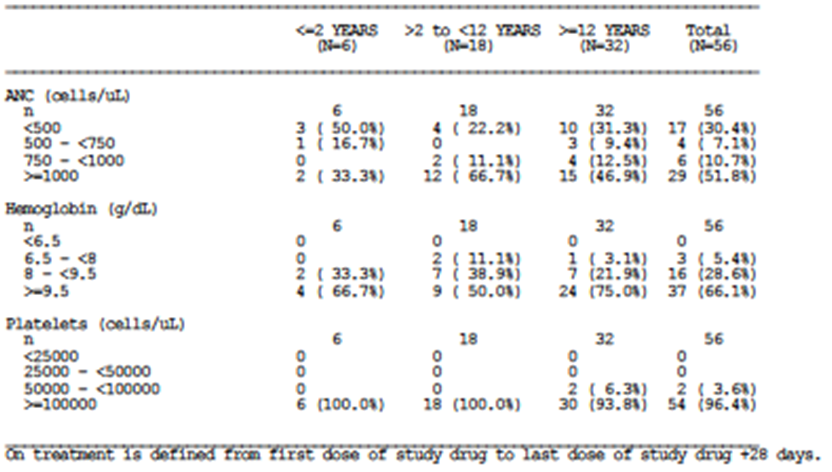 <=2 YEARS >2 to <12 YEARS >=12 YEARS Total
(N=6) (N=18) (N=32) (N=56)
ANC (cells/uL)
n 6 18 32 56
<500 3 ( 50.0%) 4 ( 22.2%) 10 (31.3%) 17 (30.4%)
500 - <750 1 ( 16.7%) 0 3 ( 9.4%) 4 ( 7.1%)
750 - <1000 0 2 ( 11.1%) 4 (12.5%) 6 (10.7%)
>=1000 2 ( 33.3%) 12 ( 66.7%) 15 (46.9%) 29 (51.8%)
Hemoglobin (g/dL)
n 6 18 32 56
<6.5 0 0 0 0
6.5 - <8 0 2 ( 11.1%) 1 ( 3.1%) 3 ( 5.4%)
8 - <9.5 2 ( 33.3%) 7 ( 38.9%) 7 (21.9%) 16 (28.6%)
>=9.5 4 ( 66.7%) 9 ( 50.0%) 24 (75.0%) 37 (66.1%)
Platelets (cells/uL)
n 6 18 32 56
<25000 0 0 0 0
25000 - <50000 0 0 0 0
50000 - <100000 0 0 2 ( 6.3%) 2 ( 3.6%)
>=100000 6 (100.0%) 18 (100.0%) 30 (93.8%) 54 (96.4%)
On treatment is defined from first dose of study drug to last dose of study drug +28 days.